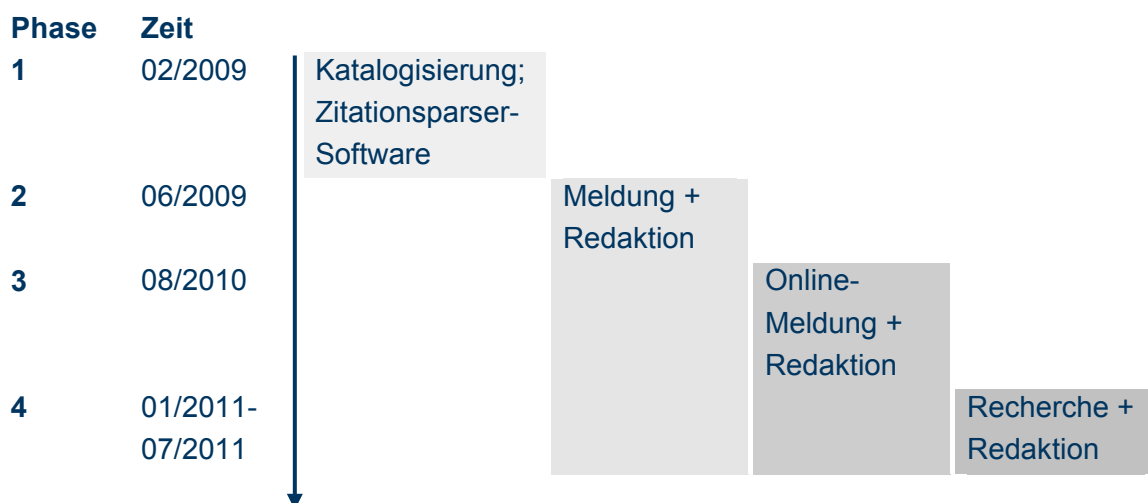 Phase Zeit
1 02/2009 Katalogisierung;
Zitationsparser-
Software
2 06/2009 Meldung +
Redaktion
3 08/2010 Online-
Meldung +
Redaktion
4 01/2011- Recherche +
07/2011 Redaktion